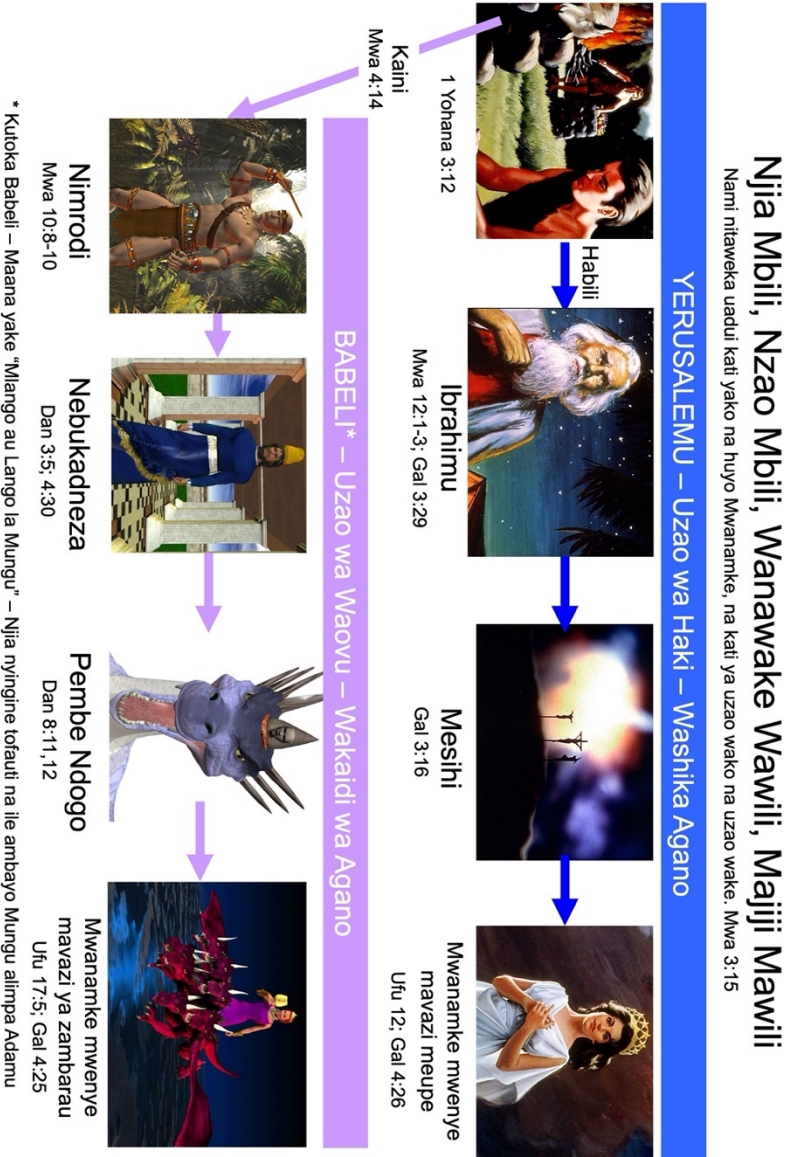 Njia Mbili, Nzao Mbili, Wanawake Wawili, Majiji Mawili
Nami nitaweka uadui kati yako na huyo Mwanamke, na kati ya uzao wako na uzao wake. Mwa 3:15
YERUSALEMU – Uzao wa Haki – Washika Agano
Habili
1 Yohana 3:12
Ibrahimu
Mwa 12:1-3; Gal 3:29
Mesihi
Gal 3:16
Mwanamke mwenye
mavazi meupe
Ufu 12; Gal 4:26
Kaini
Mwa 4:14
BABELI* – Uzao wa Waovu – Wakaidi wa Agano
Nimrodi
Mwa 10:8-10
Nebukadneza
Dan 3:5; 4:30
Pembe Ndogo
Dan 8:11,12
Mwanamke mwenye
mavazi ya zambarau
Ufu 17:5; Gal 4:25
* Kutoka Babeli – Maana yake “Mlango au Lango la Mungu” – Njia nyingine tofauti na ile ambayo Mungu alimpa Adamu